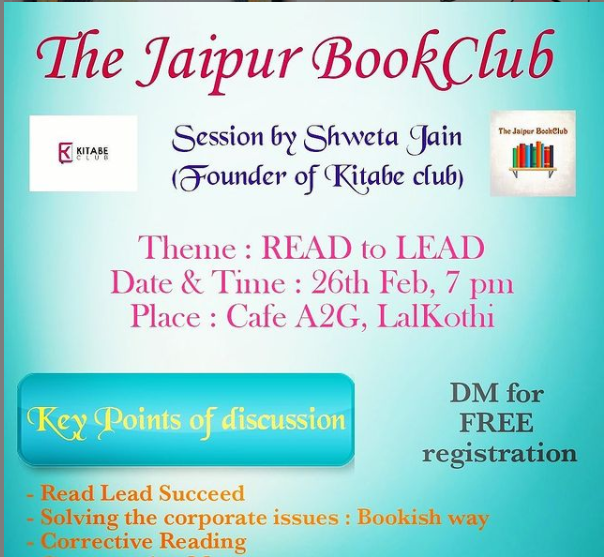 The Jaipur BookClub
KITABE
CLUB
Session by Shweta Jain
(Founder of Kitabe club)
The Jaipur BookClub
Theme : READ to LEAD
Date & Time : 26th Feb, 7 pm
Place : Cafe A2G, LalKothi
Key Points of discussion
DM for
FREE
registration
- Read Lead Succeed
- Solving the corporate issues : Bookish way
- Corrective Reading